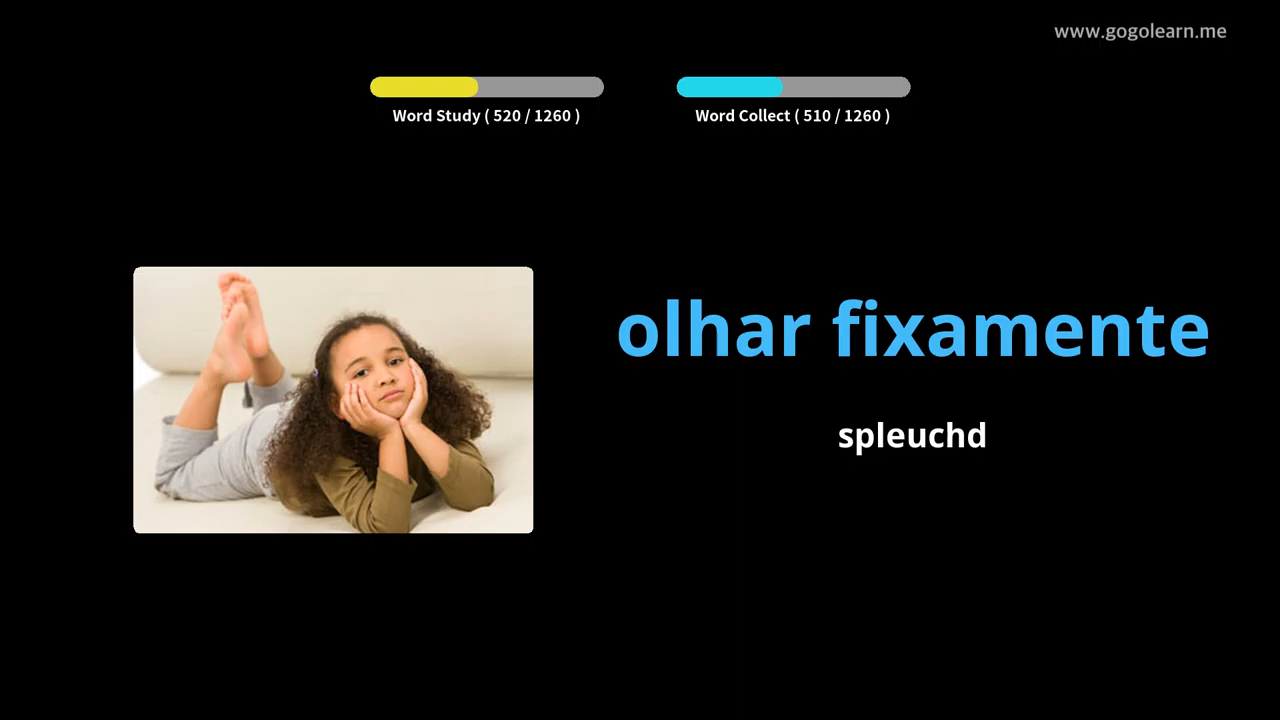 www.gogolearn.me
Word Study ( 520 / 1260 )
Word Collect ( 510 / 1260 )
olhar fixamente
spleuchd